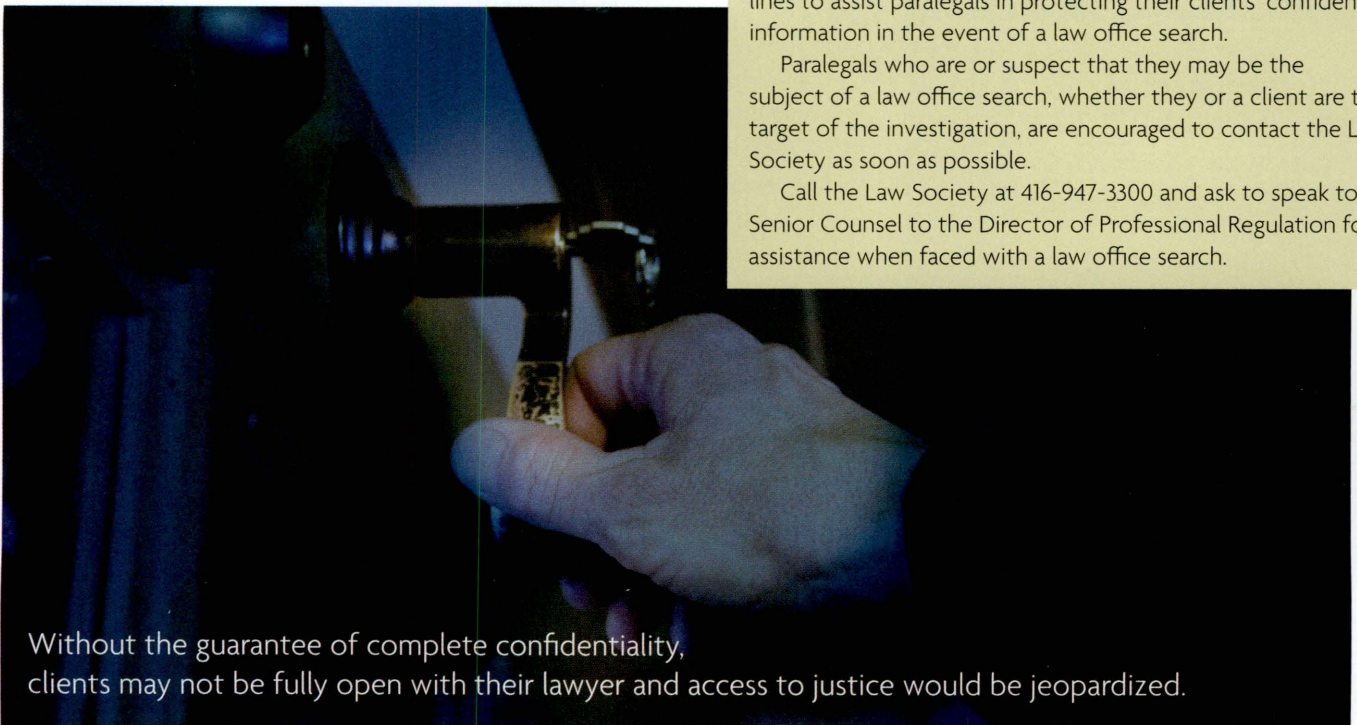 lines to assist paralegals in protecting their clients' confiden
information in the event of a law office search.
Paralegals who are or suspect that they may be the
subject of a law office search, whether they or a client are t
target of the investigation, are encouraged to contact the L
Society as soon as possible.
Call the Law Society at 416-947-3300 and ask to speak to
Senior Counsel to the Director of Professional Regulation fo
assistance when faced with a law office search.
Without the guarantee of complete confidentiality,
clients may not be fully open with their lawyer and access to justice would be jeopardized.